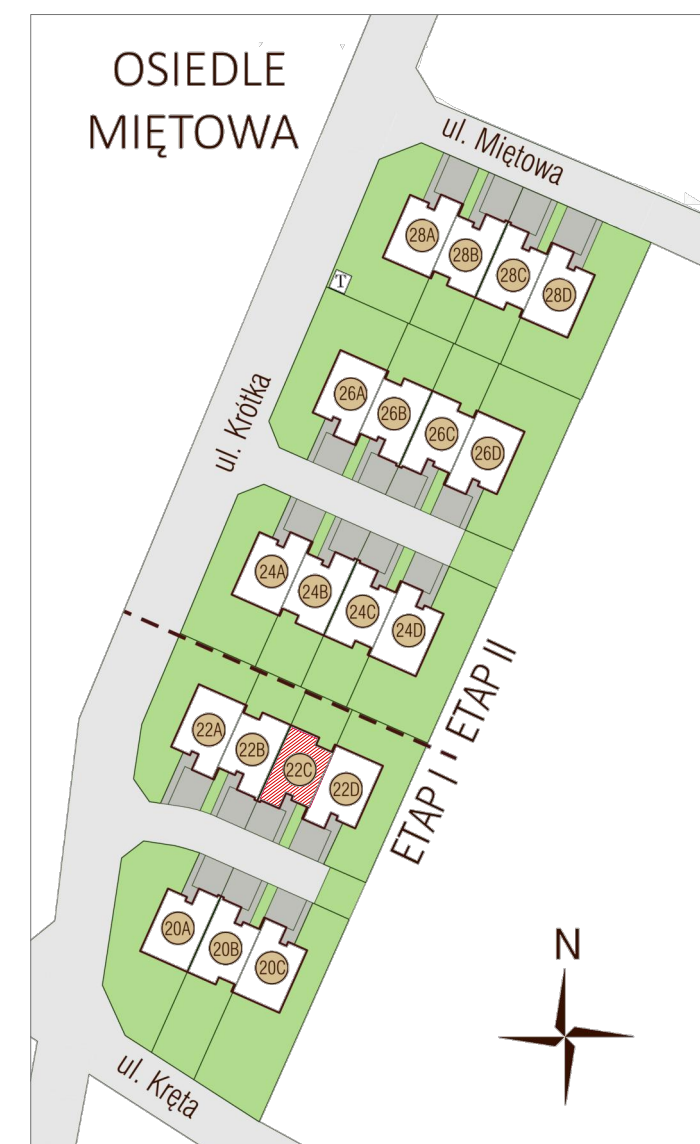 OSIEDLE
MIĘTOWA
ul. Miętowa
28A
28B
28C
28D
T
ul. Krótka
26A
26B
26C
26D
24A
24B
24C
24D
ETAP II
ETAP I
22A
22B
22C
22D
20A
20B
20C
N
ul. Kręta